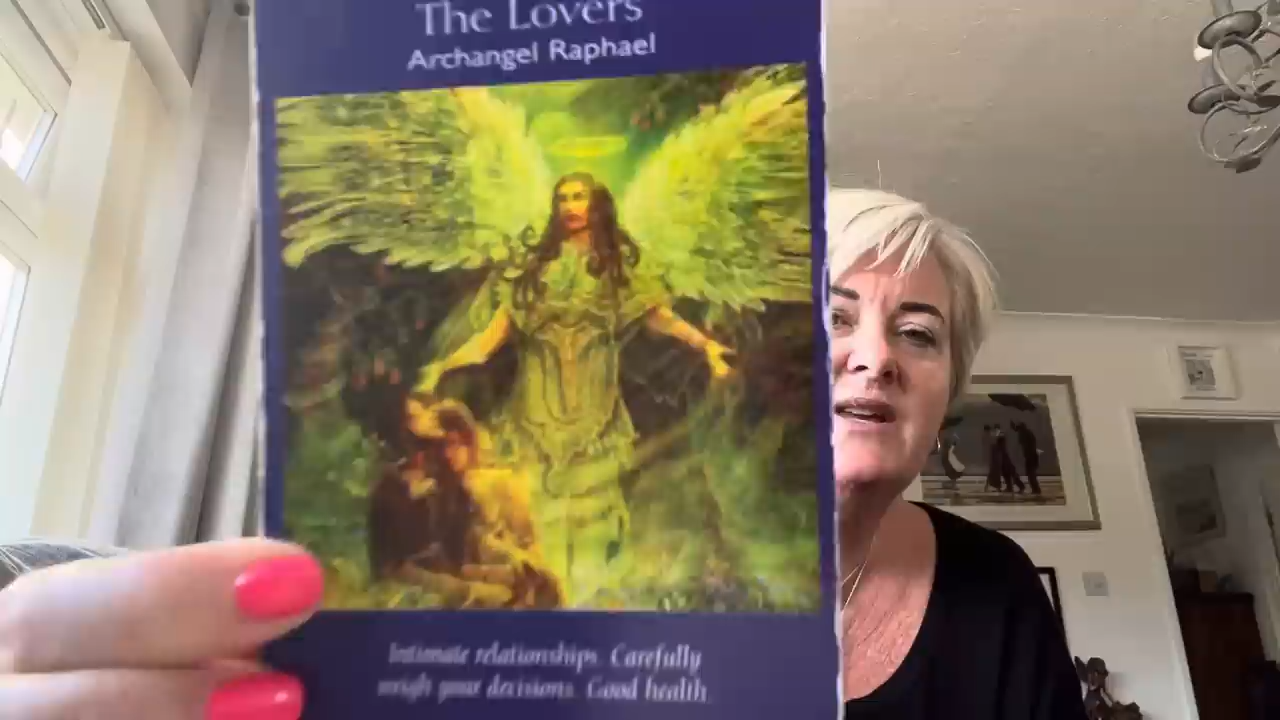 The Lovers
Archangel Raphael
Intimate relationships. Carefully
weigh your decisions. Good health.